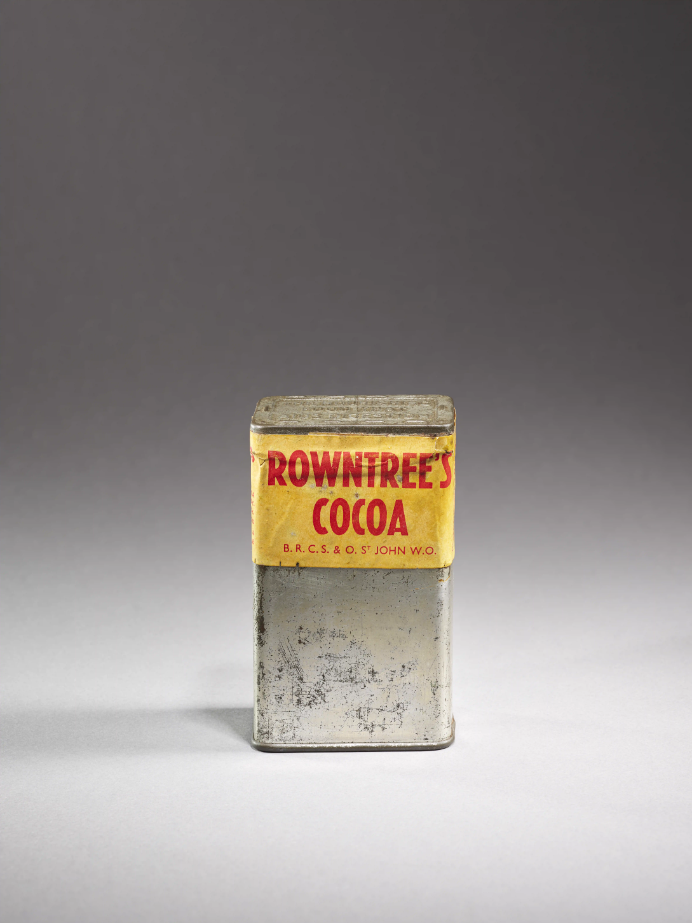 ROWNTREE'S
COCOA
B.R.C.S. & O. ST JOHN W.O.